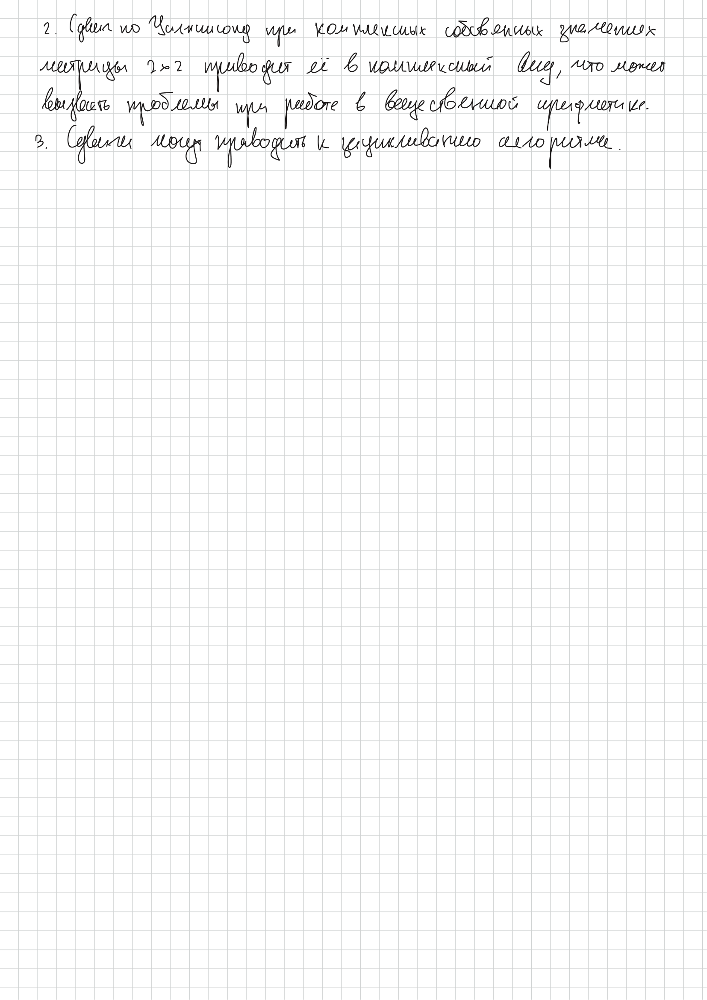 2. Сдвиг по Уилкинсону при комплексных собственных значениях
матрицы 2×2 приводит её в комплексный вид, что может
вызвать проблемы при работе в вещественной арифметике.
3. Сдвиги могут приводить к зацикливанию алгоритма.